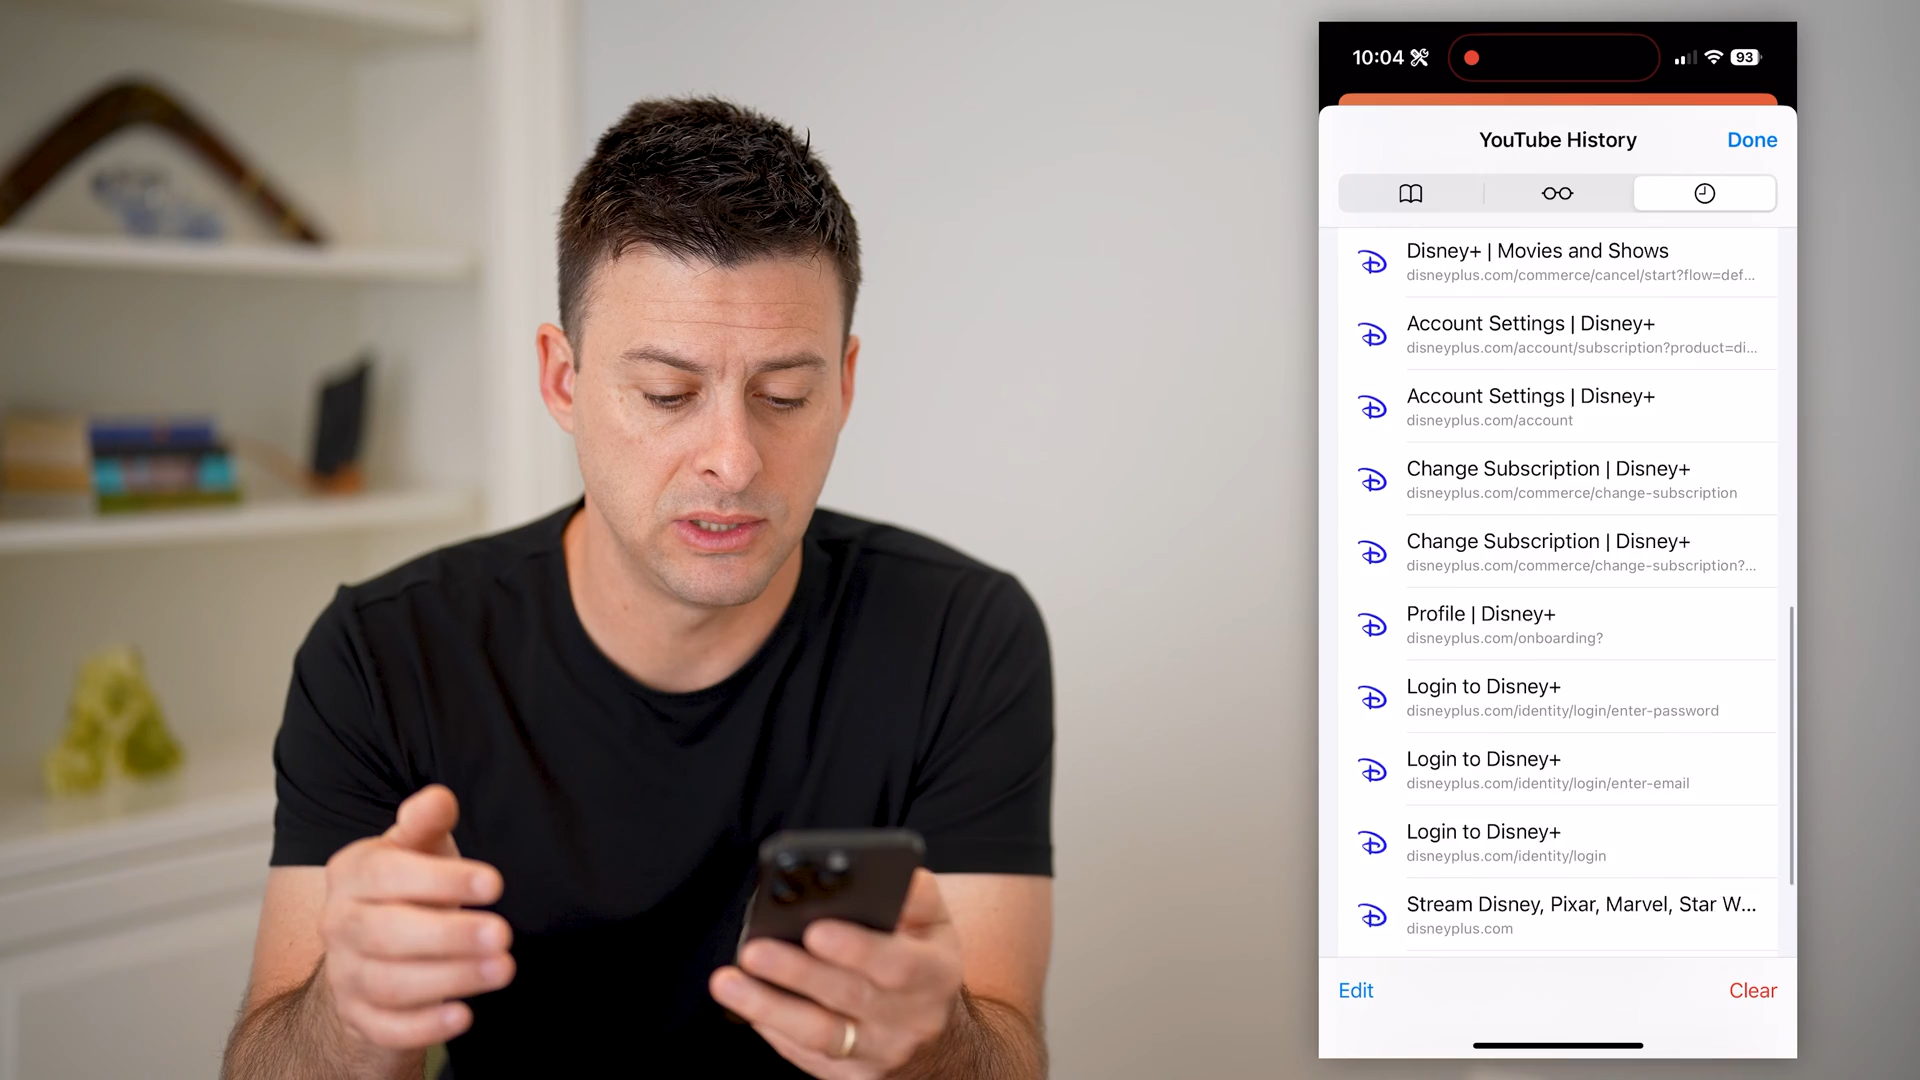 10:04
93
YouTube History
Done
Disney+ | Movies and Shows
disneyplus.com/commerce/cancel/start?flow=def...
Account Settings | Disney+
disneyplus.com/account/subscription?product=di...
Account Settings | Disney+
disneyplus.com/account
Change Subscription | Disney+
disneyplus.com/commerce/change-subscription
Change Subscription | Disney+
disneyplus.com/commerce/change-subscription?...
Profile | Disney+
disneyplus.com/onboarding?
Login to Disney+
disneyplus.com/identity/login/enter-password
Login to Disney+
disneyplus.com/identity/login/enter-email
Login to Disney+
disneyplus.com/identity/login
Stream Disney, Pixar, Marvel, Star W...
disneyplus.com
Edit
Clear